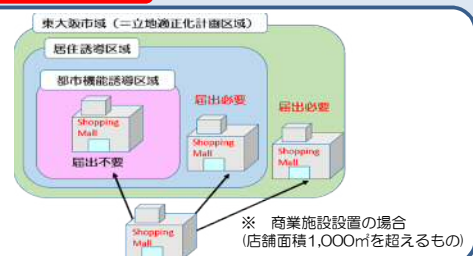 東大阪市域（＝立地適正化計画区域）
居住誘導区域
都市機能誘導区域
届出必要
届出必要
Shopping
Mall
Shopping
Mall
Shopping
Mall
届出不要
Shopping
Mall
※ 商業施設設置の場合
(店舗面積1,000㎡を超えるもの)